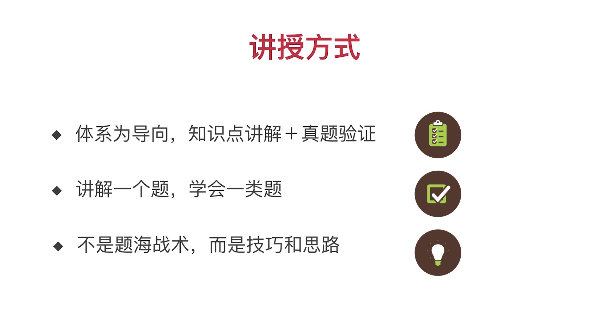 讲授方式
体系为导向，知识点讲解＋真题验证
讲解一个题，学会一类题
不是题海战术，而是技巧和思路